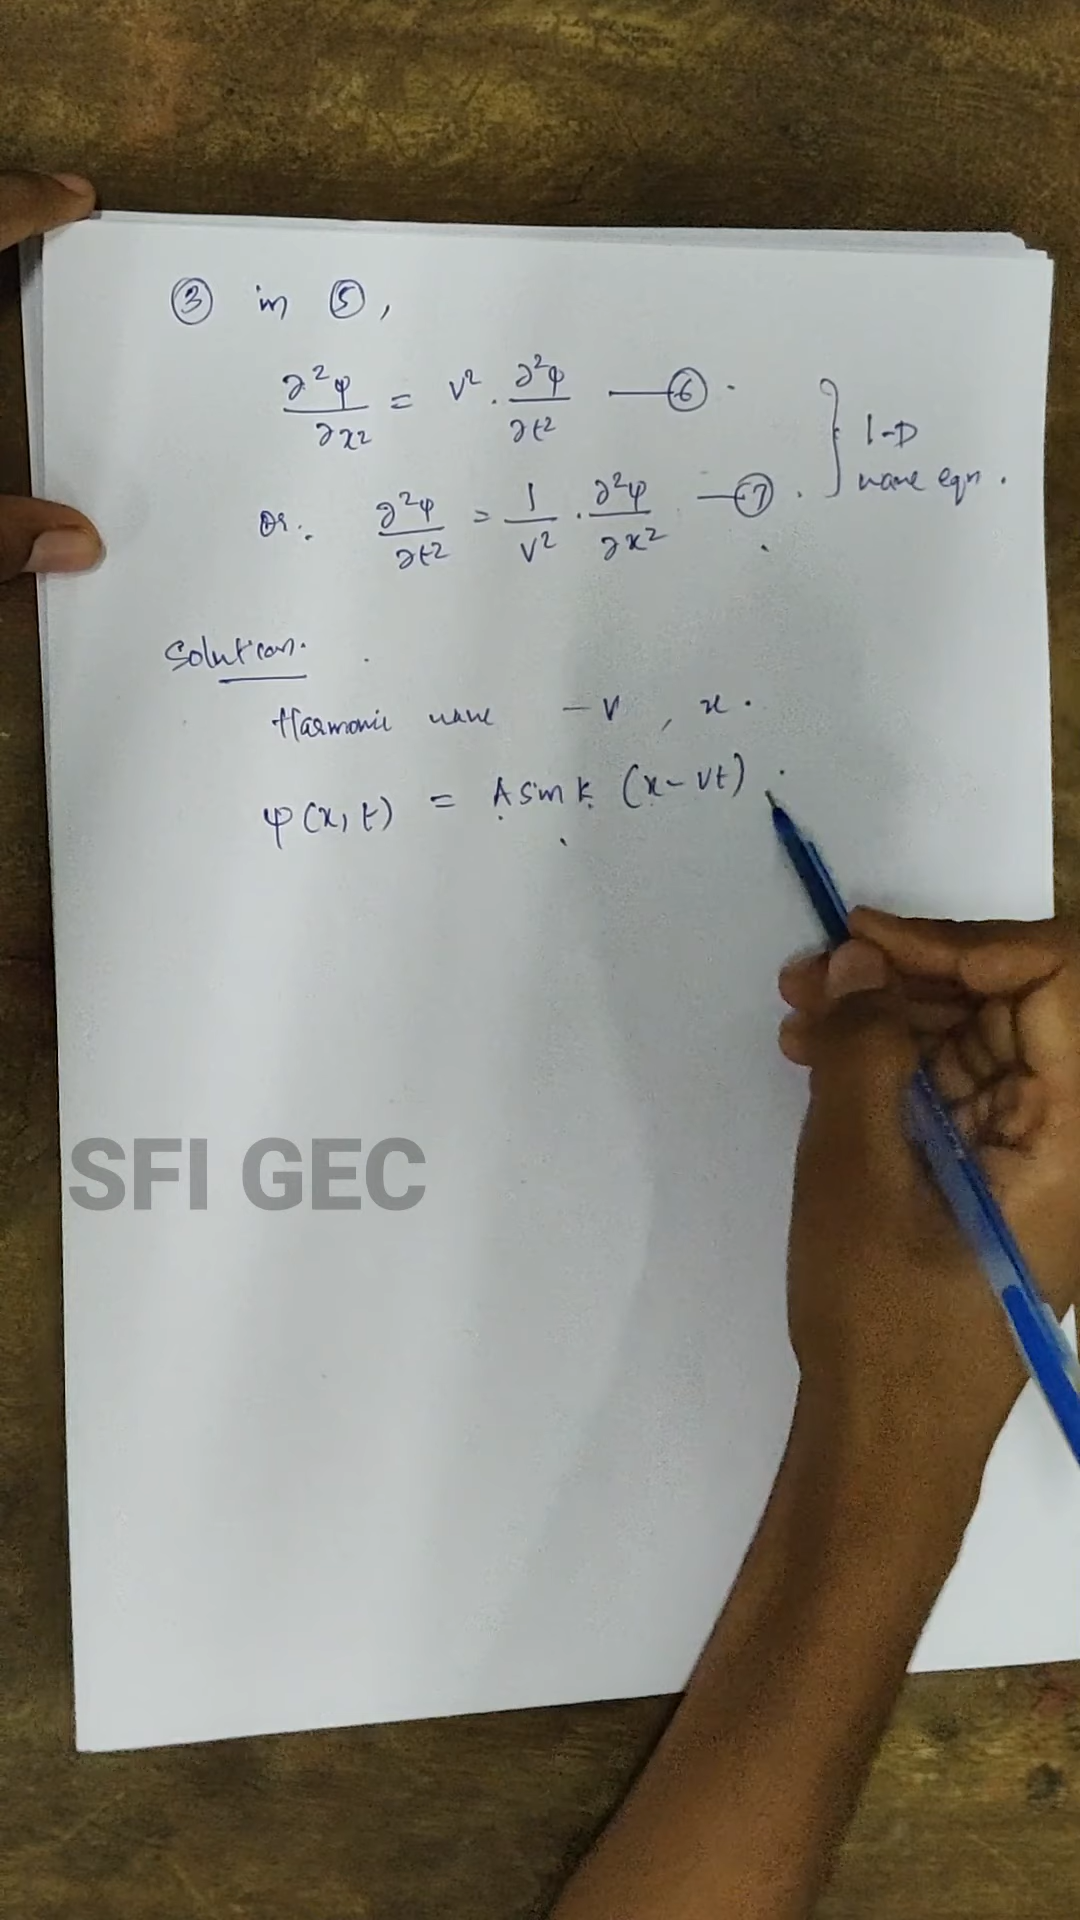 ③ in ⑤,
∂²φ/∂x² = v² . ∂²φ/∂t² —⑥
Or. ∂²φ/∂t² = 1/v² . ∂²φ/∂x² —⑦ . } 1-D wave eqn.
Solution.
Harmonic wave – v , x.
φ(x, t) = A sin k (x - vt)
SFI GEC